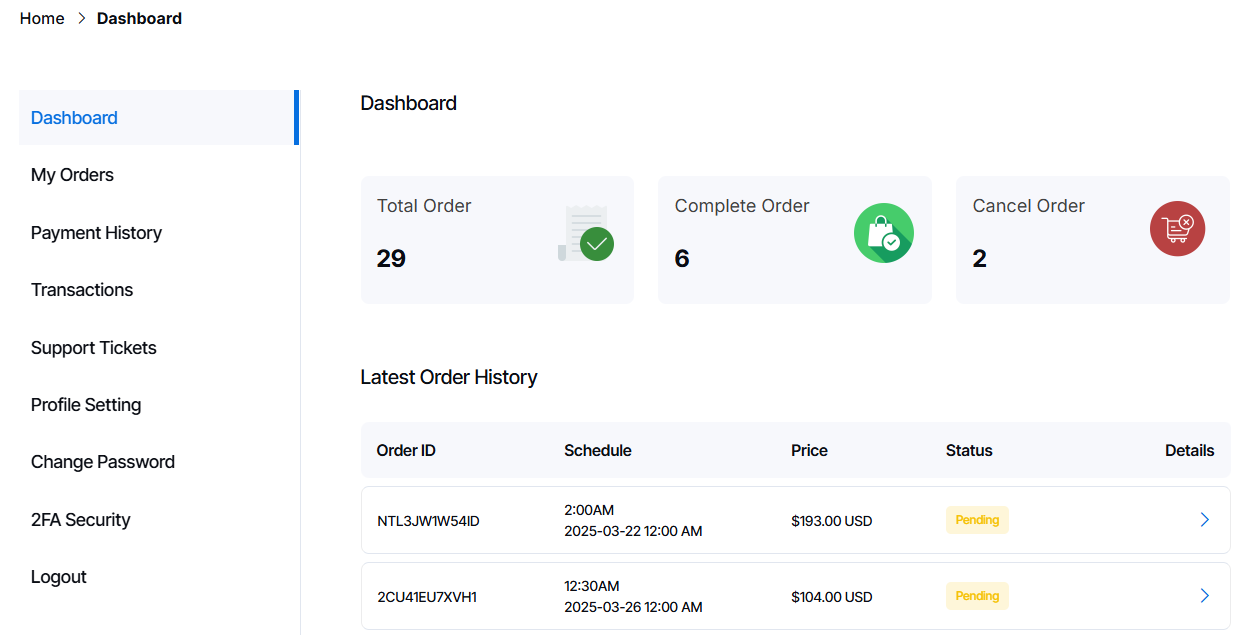 Home > Dashboard
Dashboard
My Orders
Payment History
Transactions
Support Tickets
Profile Setting
Change Password
2FA Security
Logout
Dashboard
Total Order
29
Complete Order
6
Cancel Order
2
Latest Order History
Order ID Schedule Price Status Details
NTL3JW1W54ID 2:00AM $193.00 USD Pending
2025-03-22 12:00 AM
2CU41EU7XVH1 12:30AM $104.00 USD Pending
2025-03-26 12:00 AM